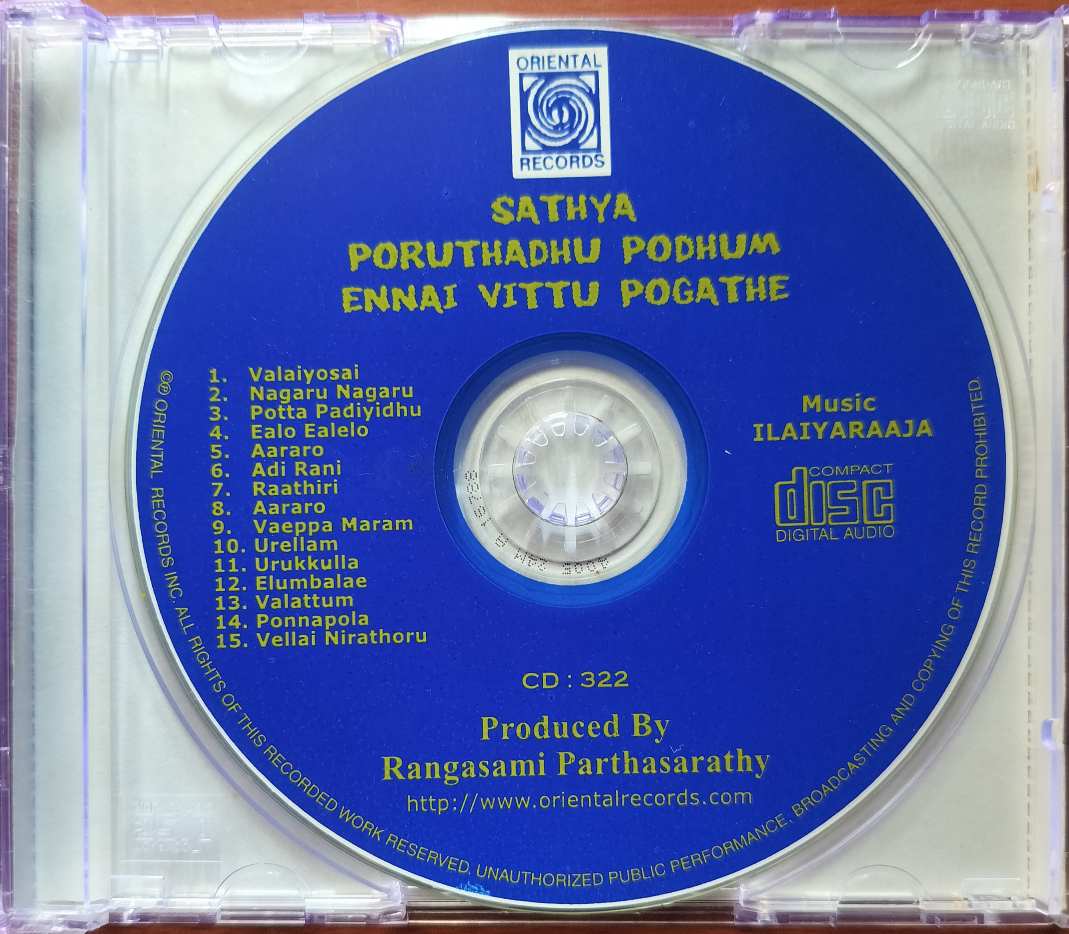 ORIENTAL
RECORDS
SATHYA
PORUTHADHU PODHUM
ENNAI VITTU POGATHE
1. Valaiyosai
2. Nagaru Nagaru
3. Potta Padiyidhu
4. Ealo Ealelo
5. Aararo
6. Adi Rani
7. Raathiri
8. Aararo
9. Vaeppa Maram
10. Urellam
11. Urukkulla
12. Elumbalae
13. Valattum
14. Ponnapola
15. Vellai Nirathoru
Music
ILAIYARAAJA
COMPACT
disc
DIGITAL AUDIO
CD : 322
Produced By
Rangasami Parthasarathy
http://www.orientalrecords.com
©℗ ORIENTAL RECORDS INC. ALL RIGHTS OF THIS RECORDED WORK RESERVED. UNAUTHORIZED PUBLIC PERFORMANCE. BROADCASTING AND COPYING OF THIS RECORD PROHIBITED.